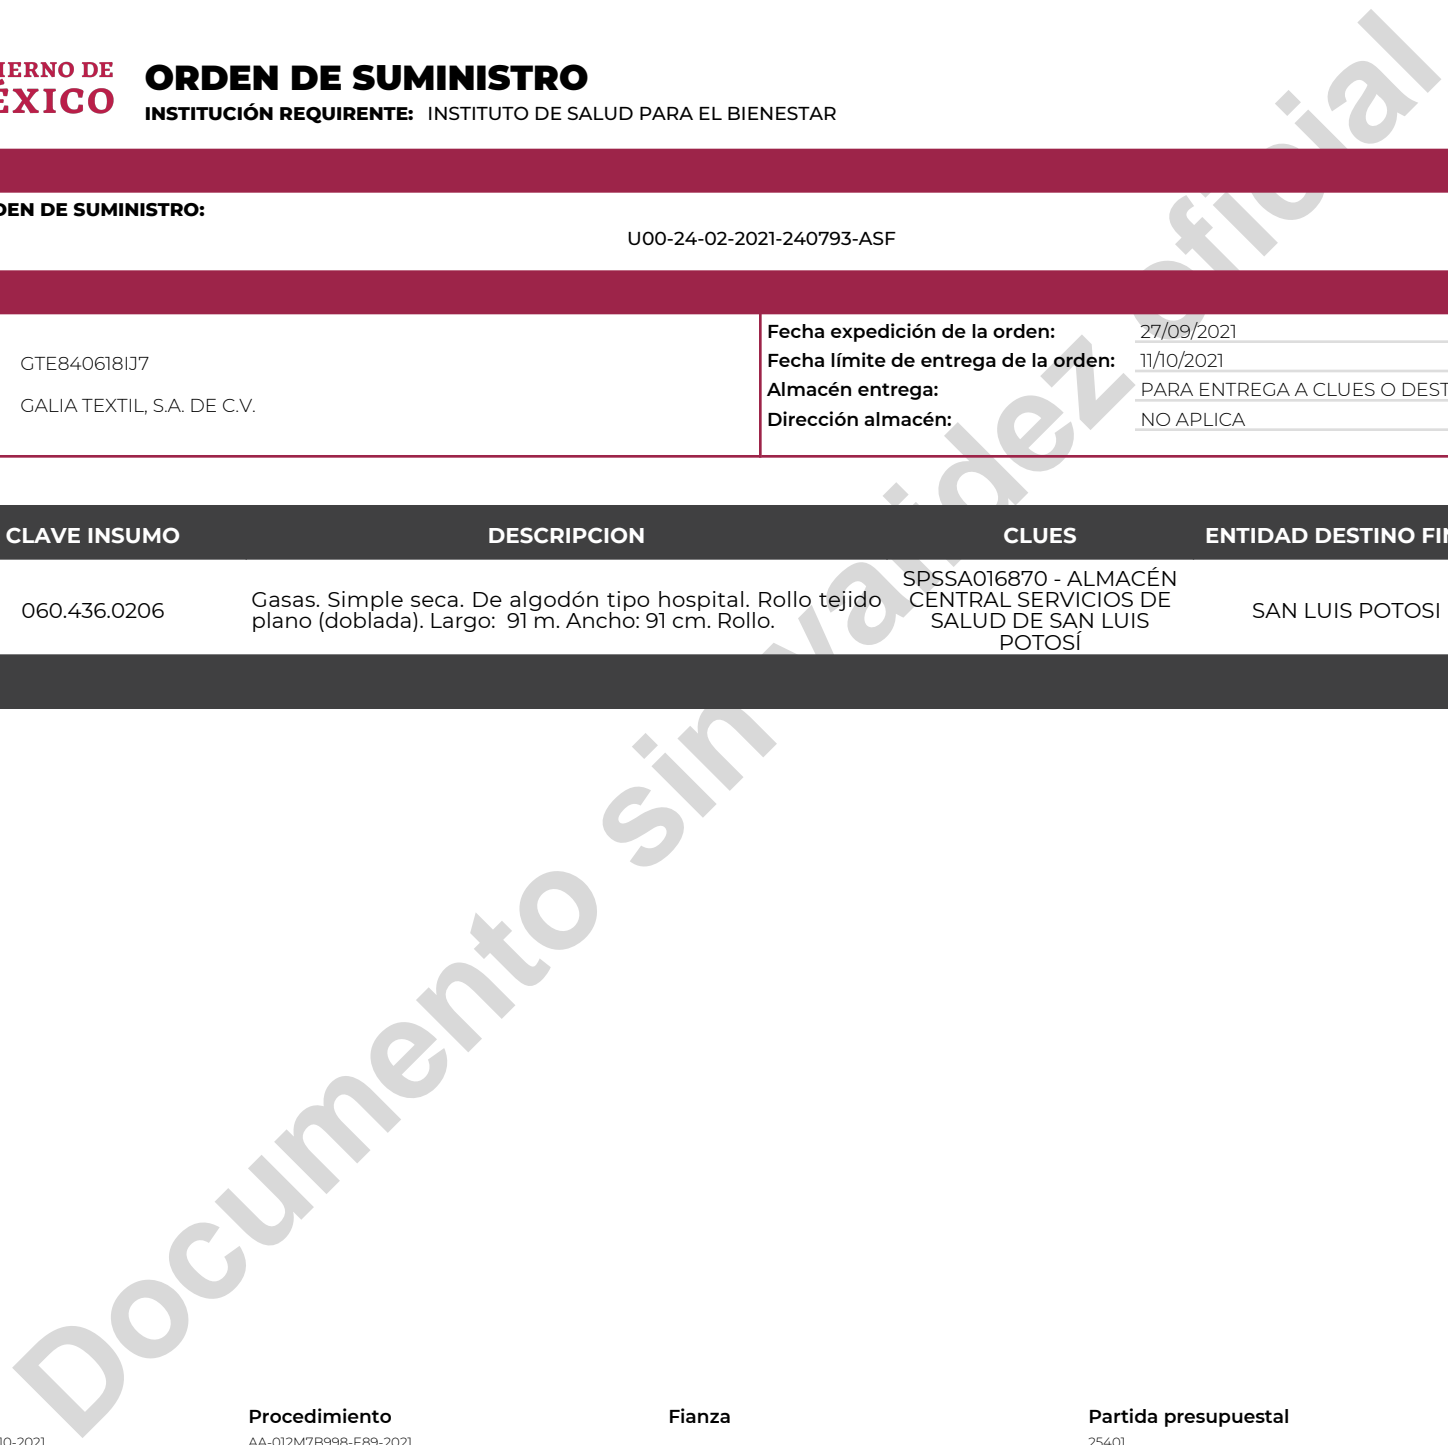 IERNO DE
ÉXICO
ORDEN DE SUMINISTRO
INSTITUCIÓN REQUIRENTE: INSTITUTO DE SALUD PARA EL BIENESTAR
DEN DE SUMINISTRO:
U00-24-02-2021-240793-ASF
GTE840618IJ7
GALIA TEXTIL, S.A. DE C.V.
Fecha expedición de la orden: 27/09/2021
Fecha límite de entrega de la orden: 11/10/2021
Almacén entrega: PARA ENTREGA A CLUES O DEST
Dirección almacén: NO APLICA
CLAVE INSUMO DESCRIPCION CLUES ENTIDAD DESTINO FIN
060.436.0206
Gasas. Simple seca. De algodón tipo hospital. Rollo tejido
plano (doblada). Largo: 91 m. Ancho: 91 cm. Rollo.
SPSSA016870 - ALMACÉN
CENTRAL SERVICIOS DE
SALUD DE SAN LUIS
POTOSÍ
SAN LUIS POTOSI
Documento sin validez oficial
Procedimiento Fianza Partida presupuestal
10-2021 AA-012M7B998-E89-2021 25401